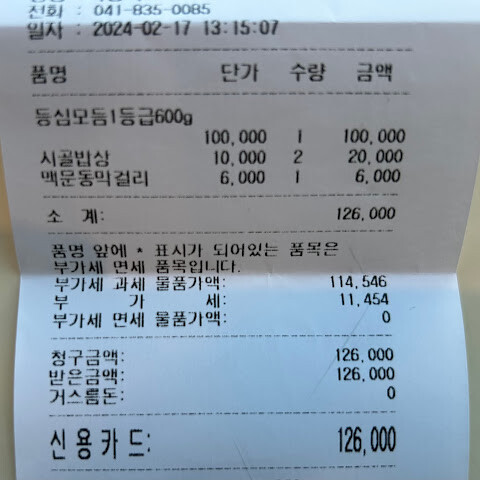 전화 : 041-835-0085
일자 : 2024-02-17 13:15:07
품명 단가 수량 금액
등심모듬1등급600g
100,000 1 100,000
시골밥상 10,000 2 20,000
맥문동막걸리 6,000 1 6,000
소 계: 126,000
품명 앞에 * 표시가 되어있는 품목은
부가세 면세 품목입니다.
부가세 과세 물품가액: 114,546
부 가 세: 11,454
부가세 면세 물품가액: 0
청구금액: 126,000
받은금액: 126,000
거스름돈: 0
신용카드: 126,000